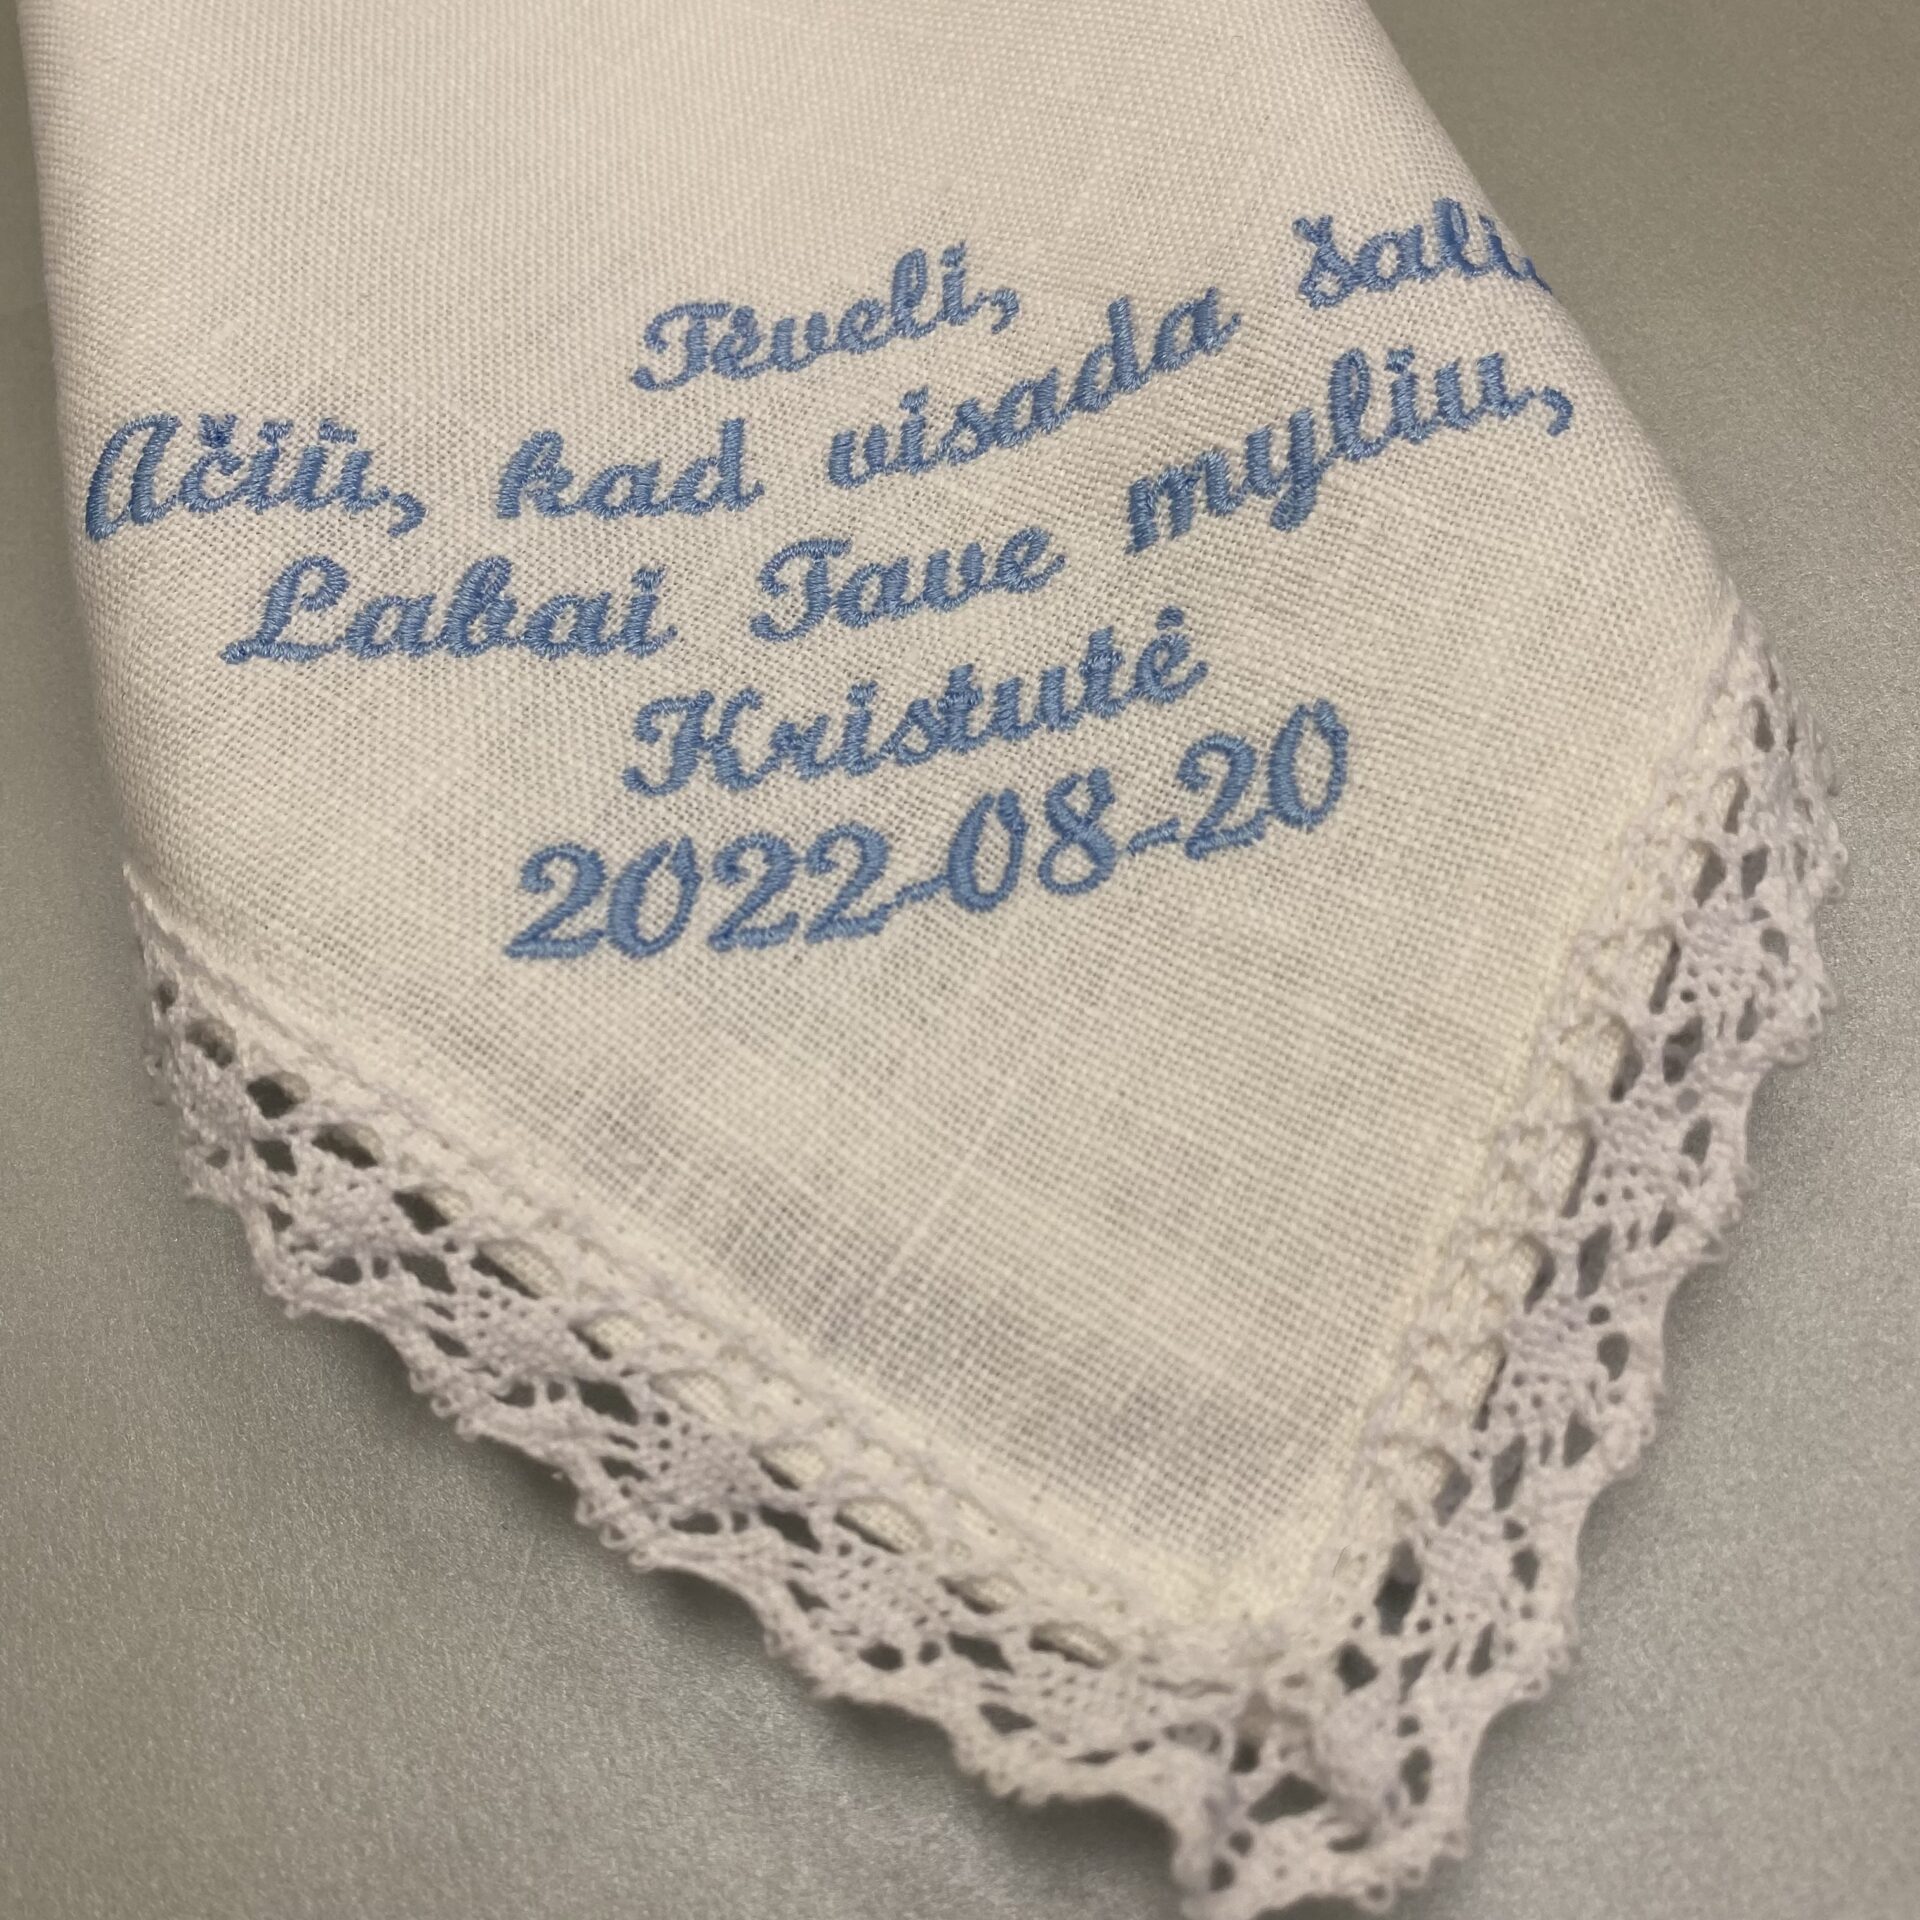 Tėveli,
Ačiū, kad visada šalia,
Labai Tave myliu,
Kristutė
2022-08-20